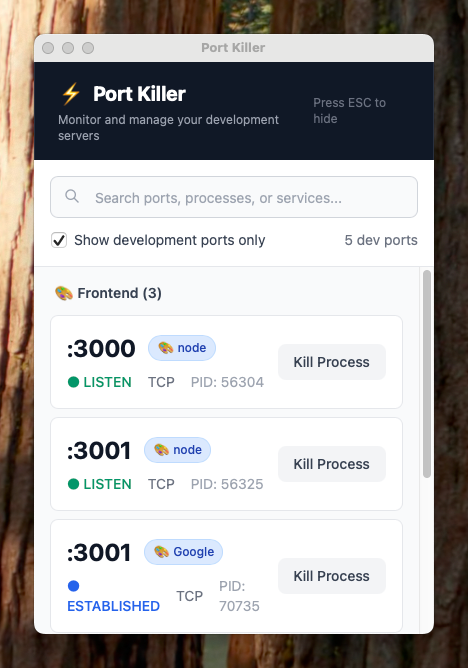 Port Killer
⚡ Port Killer
Monitor and manage your development
servers
Press ESC to
hide
Search ports, processes, or services...
Show development ports only
5 dev ports
🎨 Frontend (3)
:3000
🎨 node
LISTEN TCP PID: 56304
Kill Process
:3001
🎨 node
LISTEN TCP PID: 56325
Kill Process
:3001
🎨 Google
ESTABLISHED
TCP
PID:
70735
Kill Process